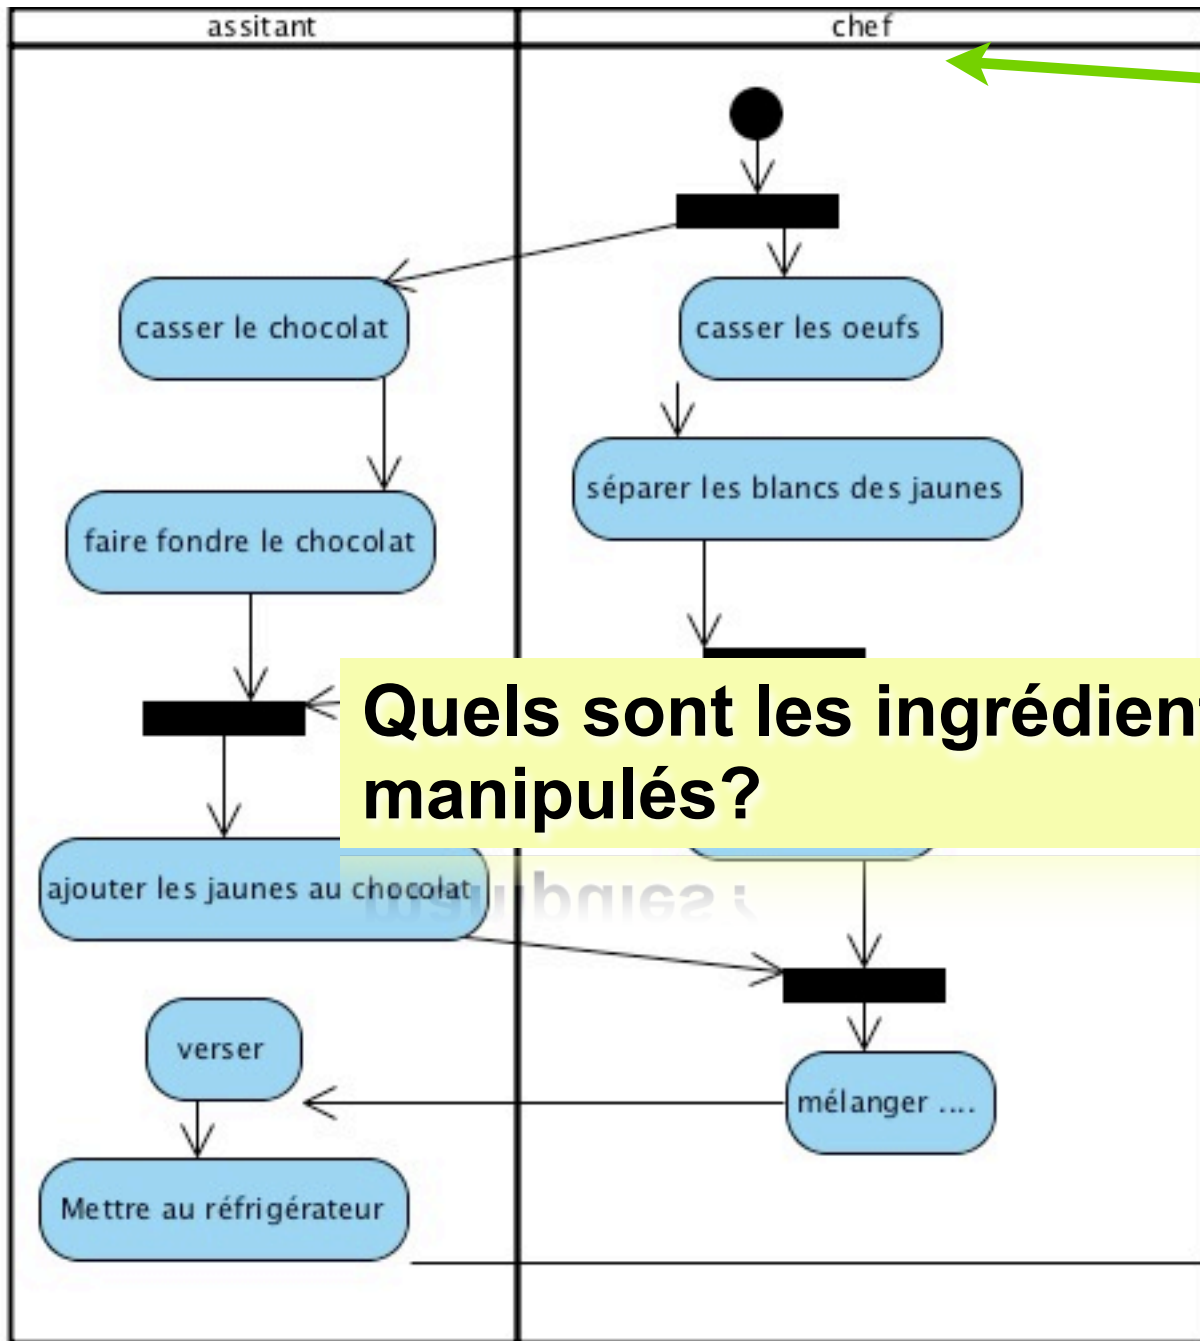 assitant
chef
casser le chocolat
casser les oeufs
séparer les blancs des jaunes
faire fondre le chocolat
Quels sont les ingrédient
manipulés?
ajouter les jaunes au chocolat
verser
mélanger ....
Mettre au réfrigérateur